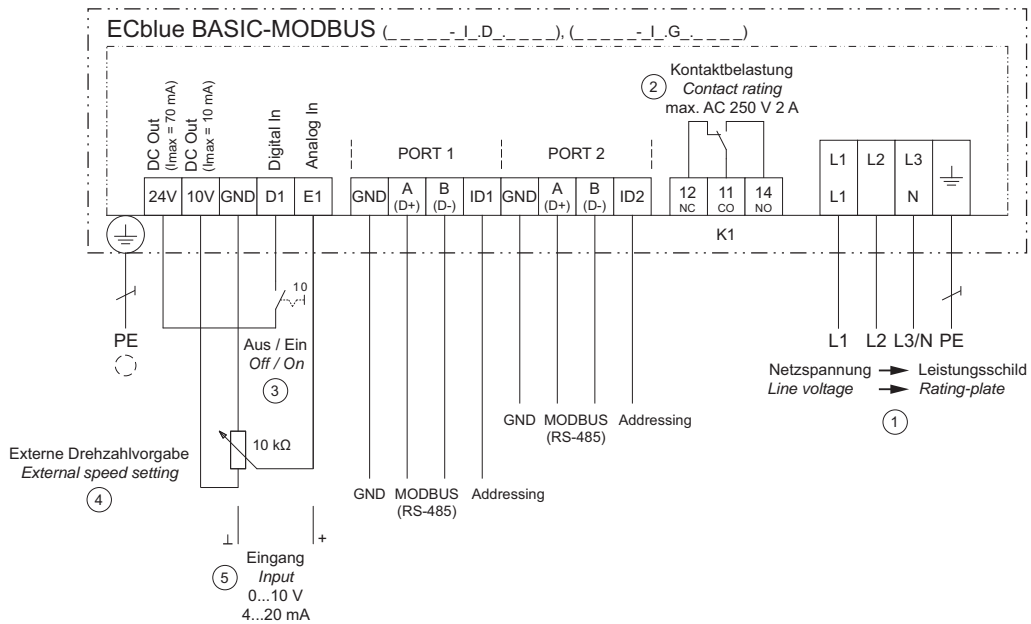 ECblue BASIC-MODBUS (_ _ _ _ _-_I_.D_._ _ _ _), (_ _ _ _ _-_I_.G_._ _ _ _)
DC Out
(Imax = 70 mA)
DC Out
(Imax = 10 mA)
Digital In
Analog In
2
Kontaktbelastung
Contact rating
max. AC 250 V 2 A
PORT 1
PORT 2
24V 10V GND D1 E1
GND A (D+) B (D-) ID1
GND A (D+) B (D-) ID2
12 NC 11 CO 14 NO
L1 L2 L3
L1 N
K1
10
PE
Aus / Ein
Off / On
3
L1 L2 L3/N PE
Netzspannung Leistungsschild
Line voltage Rating-plate
1
GND MODBUS Addressing
(RS-485)
10 kΩ
Externe Drehzahlvorgabe
External speed setting
4
GND MODBUS Addressing
(RS-485)
⊥ +
5
Eingang
Input
0...10 V
4...20 mA